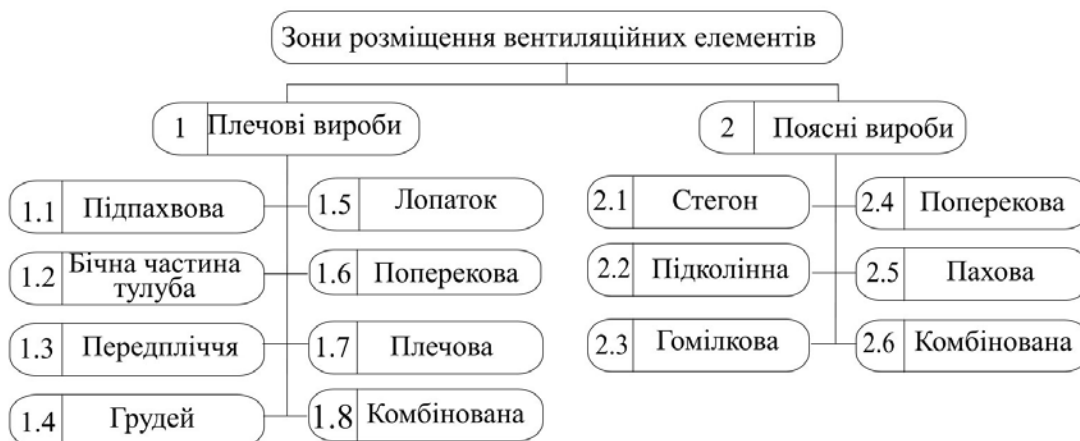 Зони розміщення вентиляційних елементів
1 Плечові вироби
2 Поясні вироби
1.1 Підпахвова
1.2 Бічна частина
тулуба
1.3 Передпліччя
1.4 Грудей
1.5 Лопаток
1.6 Поперекова
1.7 Плечова
1.8 Комбінована
2.1 Стегон
2.2 Підколінна
2.3 Гомілкова
2.4 Поперекова
2.5 Пахова
2.6 Комбінована